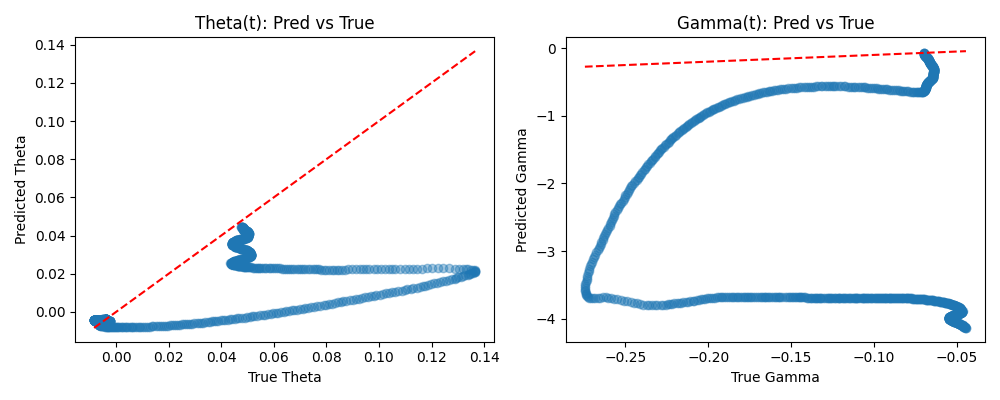 Theta(t): Pred vs True
Predicted Theta
0.14
0.12
0.10
0.08
0.06
0.04
0.02
0.00
0.00 0.02 0.04 0.06 0.08 0.10 0.12 0.14
True Theta
Gamma(t): Pred vs True
Predicted Gamma
0
−1
−2
−3
−4
−0.25 −0.20 −0.15 −0.10 −0.05
True Gamma